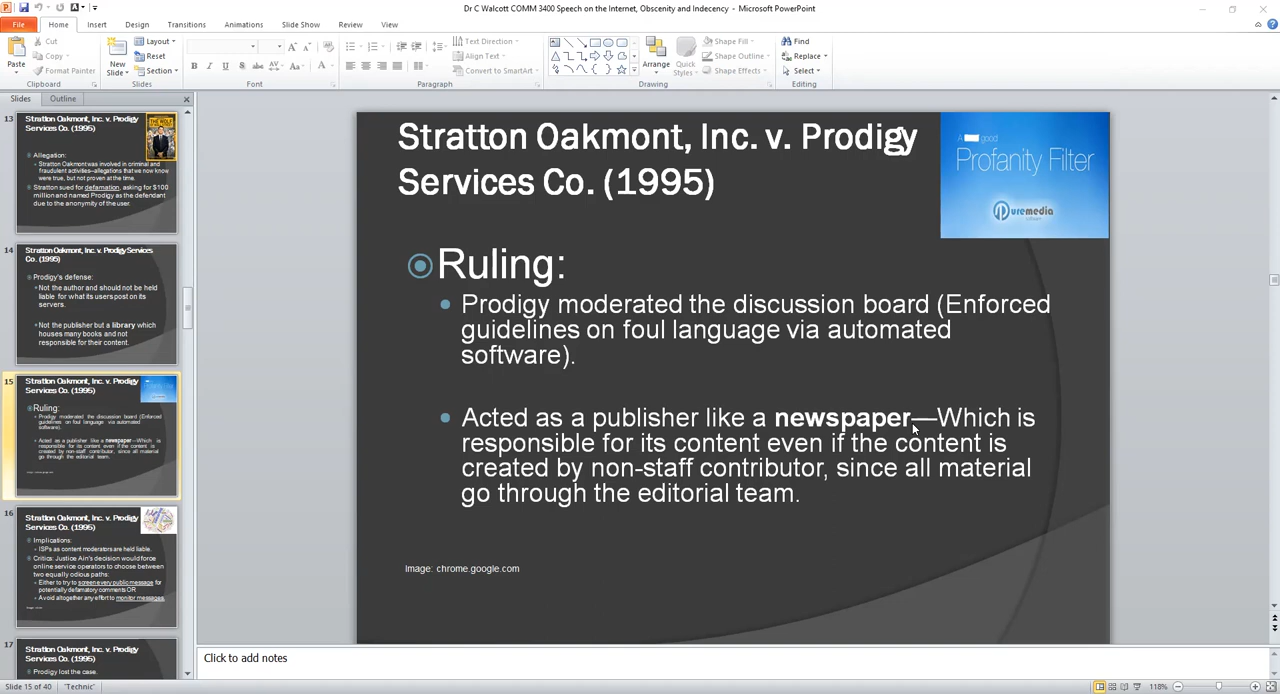 Dr C Walcott COMM 3400 Speech on the Internet, Obscenity and Indecency - Microsoft PowerPoint
File Home Insert Design Transitions Animations Slide Show Review View
Cut
Copy
Format Painter
Paste
Clipboard
New
Slide
Layout
Reset
Section
Slides
B I U S abc AV Aa A
Font
Text Direction
Align Text
Convert to SmartArt
Paragraph
Arrange
Quick
Styles
Shape Fill
Shape Outline
Shape Effects
Drawing
Find
Replace
Select
Editing
Slides Outline
13
Stratton Oakmont, Inc. v. Prodigy
Services Co. (1995)
Allegation:
Stratton Oakmont was involved in criminal and
fraudulent activities—allegations that we now know
were true, but not proven at the time.
Stratton sued for defamation, asking for $100
million and named Prodigy as the defendant
due to the anonymity of the user.
14
Stratton Oakmont, Inc. v. Prodigy Services
Co. (1995)
Prodigy's defense:
Not the author and should not be held
liable for what its users post on its
servers.
Not the publisher but a library which
houses many books and not
responsible for their content.
15
Stratton Oakmont, Inc. v. Prodigy
Services Co. (1995)
Ruling:
Prodigy moderated the discussion board (Enforced
guidelines on foul language via automated
software).
Acted as a publisher like a newspaper—Which is
responsible for its content even if the content is
created by non-staff contributor, since all material
go through the editorial team.
16
Stratton Oakmont, Inc. v. Prodigy
Services Co. (1995)
Implications:
ISPs as content moderators are held liable.
Critics: Justice Ain's decision would force
online service operators to choose between
two equally odious paths:
Either to try to screen every public message for
potentially defamatory comments OR
Avoid altogether any effort to monitor messages.
17
Stratton Oakmont, Inc. v. Prodigy
Services Co. (1995)
Prodigy lost the case.
Stratton Oakmont, Inc. v. Prodigy
Services Co. (1995)
A good
Profanity Filter
Puremedia
Ruling:
Prodigy moderated the discussion board (Enforced
guidelines on foul language via automated
software).
Acted as a publisher like a newspaper—Which is
responsible for its content even if the content is
created by non-staff contributor, since all material
go through the editorial team.
Image: chrome.google.com
Click to add notes
Slide 15 of 40 'Technic' 118%